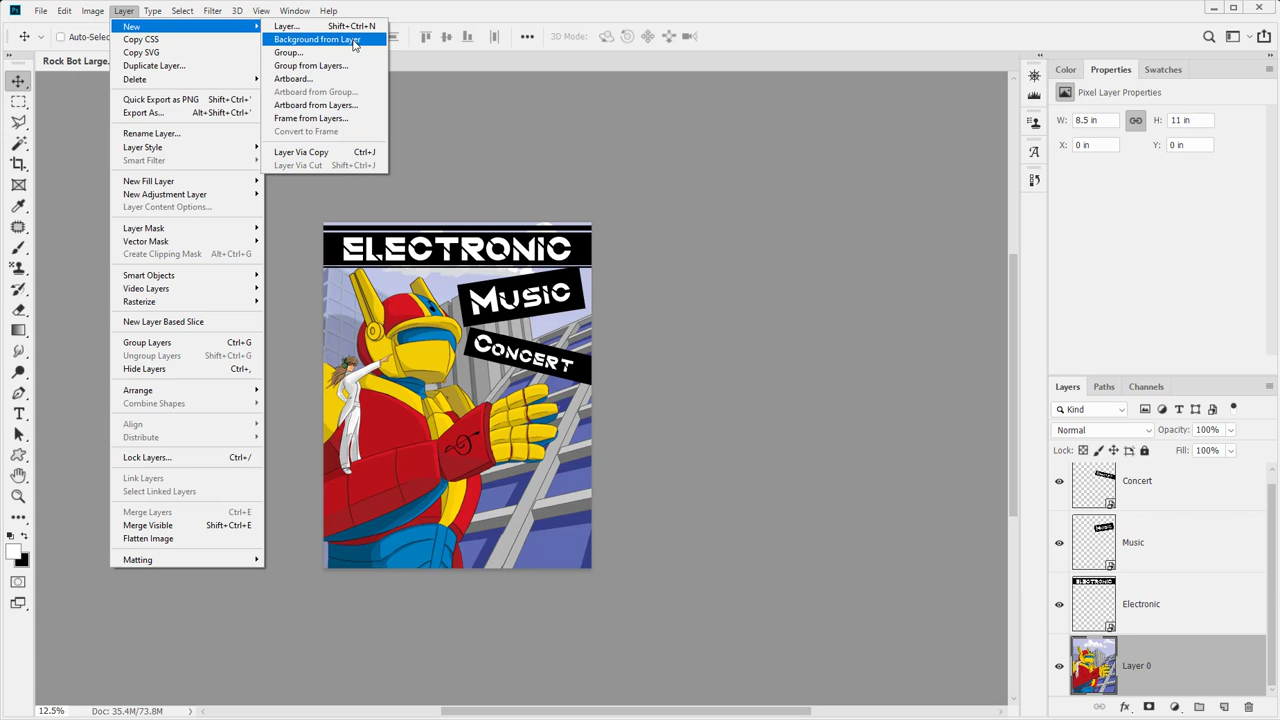 Ps File Edit Image Layer Type Select Filter 3D View Window Help
Auto-Selec
3D Mode:
Rock Bot Large.
New
Copy CSS
Copy SVG
Duplicate Layer...
Delete
Quick Export as PNG Shift+Ctrl+'
Export As... Alt+Shift+Ctrl+'
Rename Layer...
Layer Style
Smart Filter
New Fill Layer
New Adjustment Layer
Layer Content Options...
Layer Mask
Vector Mask
Create Clipping Mask Alt+Ctrl+G
Smart Objects
Video Layers
Rasterize
New Layer Based Slice
Group Layers Ctrl+G
Ungroup Layers Shift+Ctrl+G
Hide Layers Ctrl+,
Arrange
Combine Shapes
Align
Distribute
Lock Layers... Ctrl+/
Link Layers
Select Linked Layers
Merge Layers Ctrl+E
Merge Visible Shift+Ctrl+E
Flatten Image
Matting
Layer... Shift+Ctrl+N
Background from Layer
Group...
Group from Layers...
Artboard...
Artboard from Group...
Artboard from Layers...
Frame from Layers...
Convert to Frame
Layer Via Copy Ctrl+J
Layer Via Cut Shift+Ctrl+J
ELECTRONIC
MUSIC
CONCERT
Color Properties Swatches
Pixel Layer Properties
W: 8.5 in H: 11 in
X: 0 in Y: 0 in
Layers Paths Channels
Kind
Normal Opacity: 100%
Lock: Fill: 100%
Concert
MUSIC
Music
ELECTRONIC
Electronic
Layer 0
12.5% Doc: 35.4M/73.8M